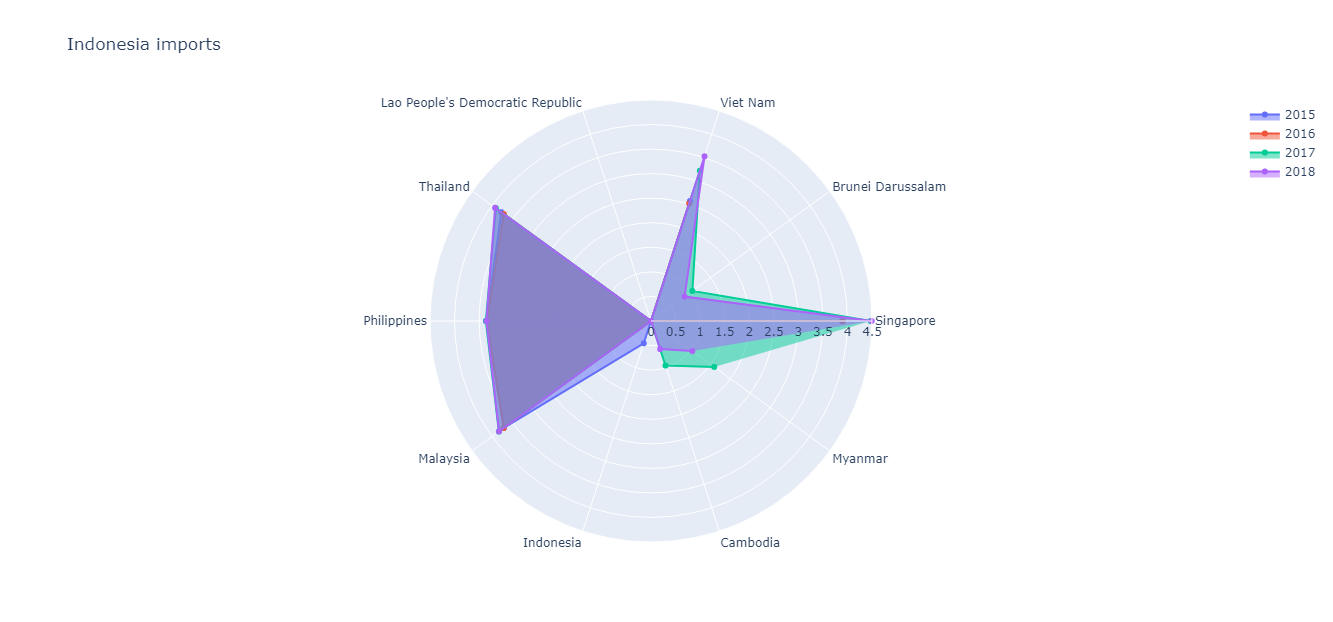 Indonesia imports
Lao People's Democratic Republic
Viet Nam
2015
2016
2017
2018
Thailand
Brunei Darussalam
Philippines
Singapore
0 0.5 1 1.5 2 2.5 3 3.5 4 4.5
Malaysia
Myanmar
Indonesia
Cambodia